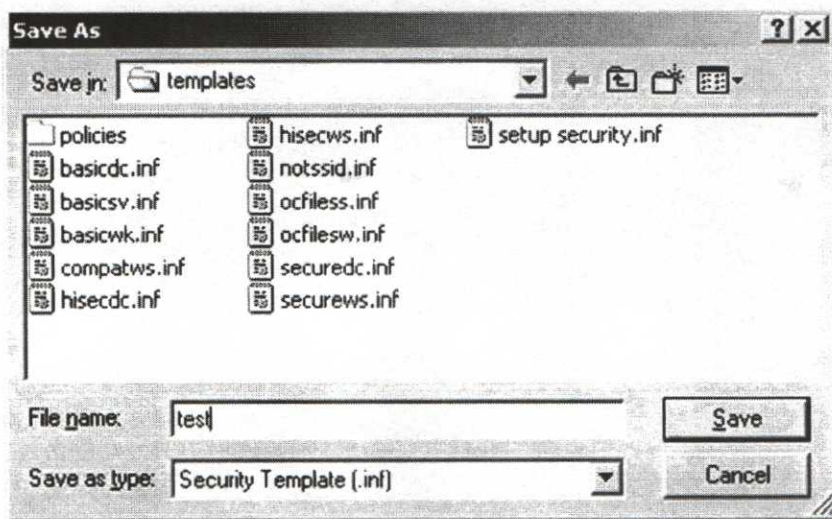 Save As
Save in: templates
policies
basicdc.inf
basicsv.inf
basicwk.inf
compatws.inf
hisecdc.inf
hisecws.inf
notssid.inf
ocfiless.inf
ocfilesw.inf
securedc.inf
securews.inf
setup security.inf
File name: test
Save
Save as type: Security Template (.inf)
Cancel